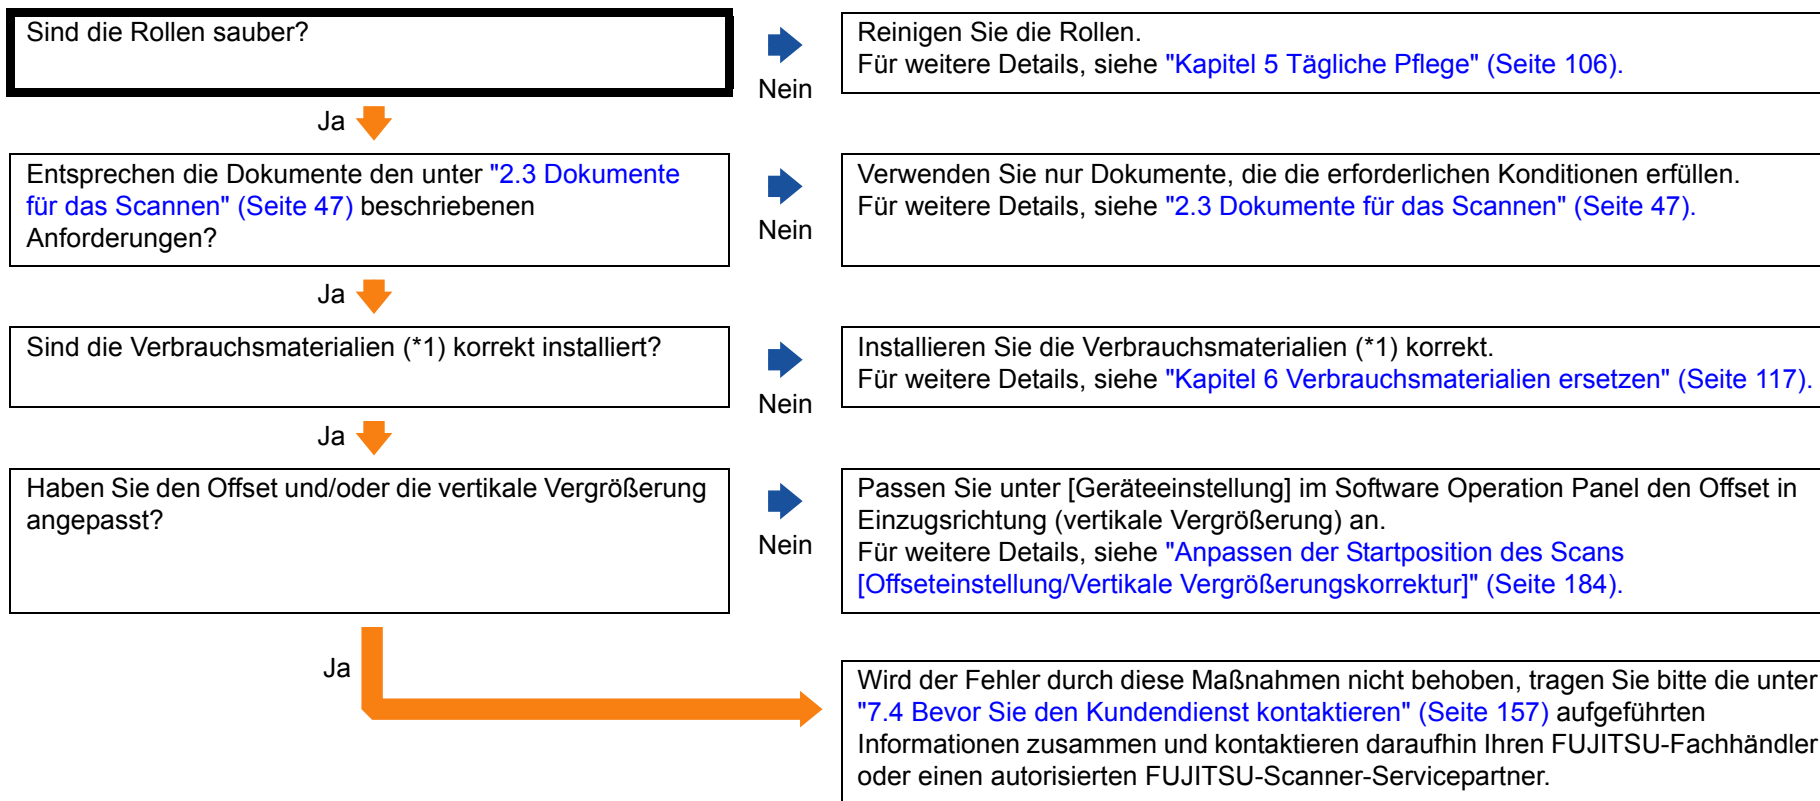 Sind die Rollen sauber?
Nein
Reinigen Sie die Rollen.
Für weitere Details, siehe "Kapitel 5 Tägliche Pflege" (Seite 106).
Ja
Entsprechen die Dokumente den unter "2.3 Dokumente
für das Scannen" (Seite 47) beschriebenen
Anforderungen?
Nein
Verwenden Sie nur Dokumente, die die erforderlichen Konditionen erfüllen.
Für weitere Details, siehe "2.3 Dokumente für das Scannen" (Seite 47).
Ja
Sind die Verbrauchsmaterialien (*1) korrekt installiert?
Nein
Installieren Sie die Verbrauchsmaterialien (*1) korrekt.
Für weitere Details, siehe "Kapitel 6 Verbrauchsmaterialien ersetzen" (Seite 117).
Ja
Haben Sie den Offset und/oder die vertikale Vergrößerung
angepasst?
Nein
Passen Sie unter [Geräteeinstellung] im Software Operation Panel den Offset in
Einzugsrichtung (vertikale Vergrößerung) an.
Für weitere Details, siehe "Anpassen der Startposition des Scans
[Offseteinstellung/Vertikale Vergrößerungskorrektur]" (Seite 184).
Ja
Wird der Fehler durch diese Maßnahmen nicht behoben, tragen Sie bitte die unter
"7.4 Bevor Sie den Kundendienst kontaktieren" (Seite 157) aufgeführten
Informationen zusammen und kontaktieren daraufhin Ihren FUJITSU-Fachhändler
oder einen autorisierten FUJITSU-Scanner-Servicepartner.